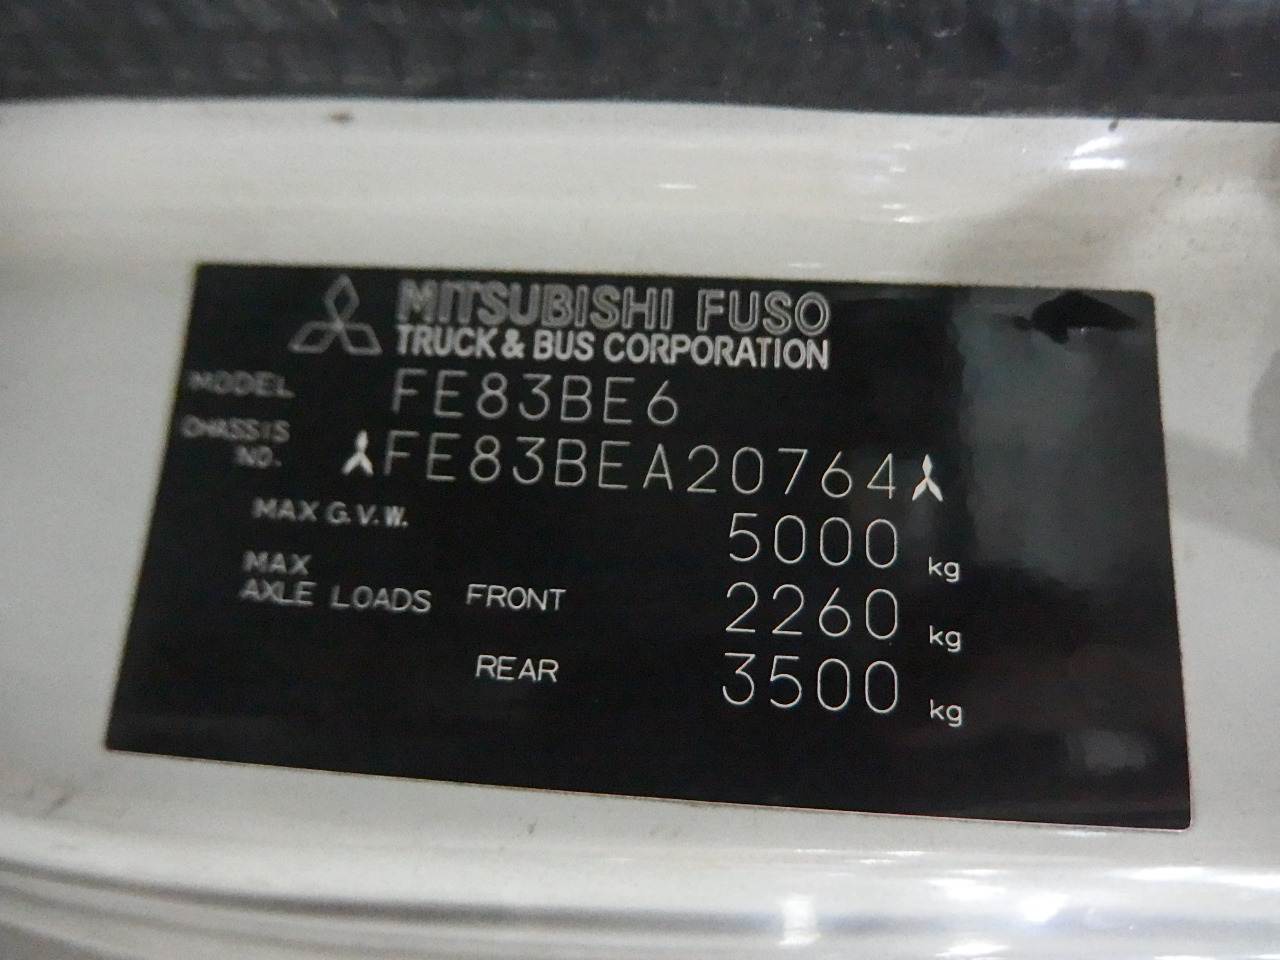 MITSUBISHI FUSO
TRUCK & BUS CORPORATION
MODEL FE83BE6
CHASSIS NO. FE83BEA20764
MAX G.V.W. 5000 kg
MAX AXLE LOADS FRONT 2260 kg
REAR 3500 kg